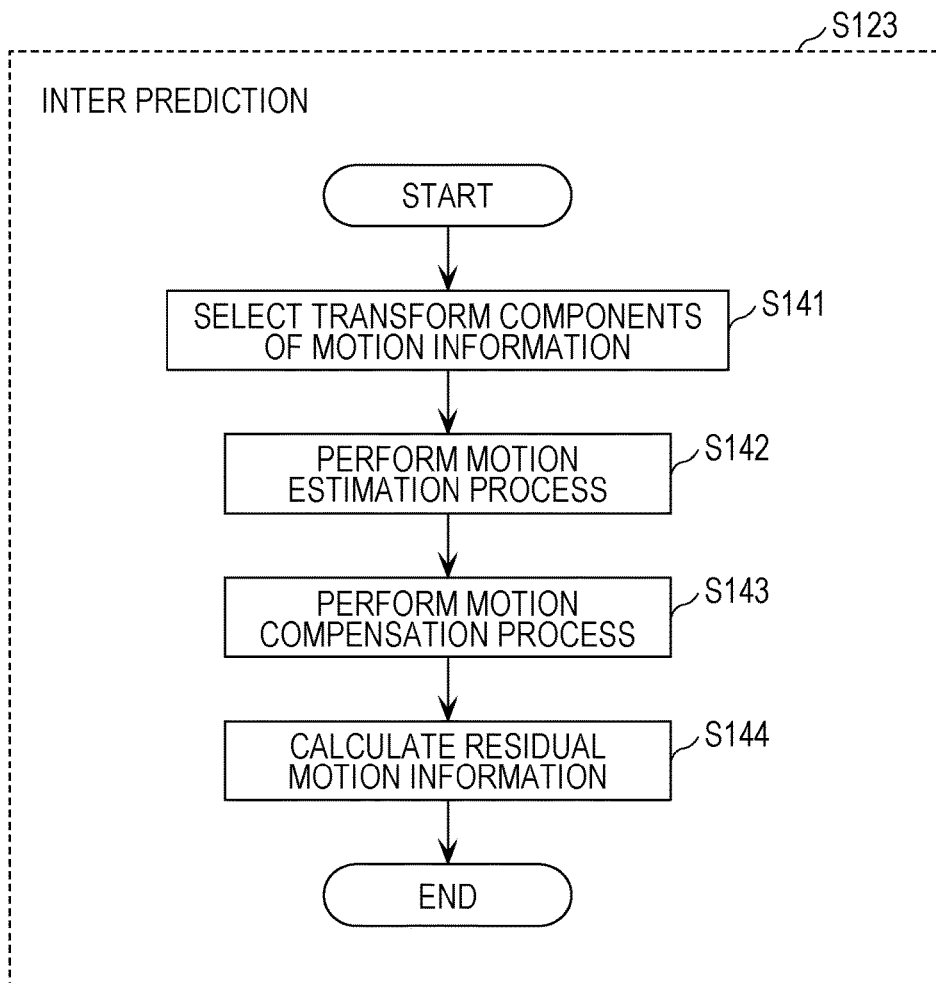 S123
INTER PREDICTION
START
SELECT TRANSFORM COMPONENTS
OF MOTION INFORMATION
S141
PERFORM MOTION
ESTIMATION PROCESS
S142
PERFORM MOTION
COMPENSATION PROCESS
S143
CALCULATE RESIDUAL
MOTION INFORMATION
S144
END